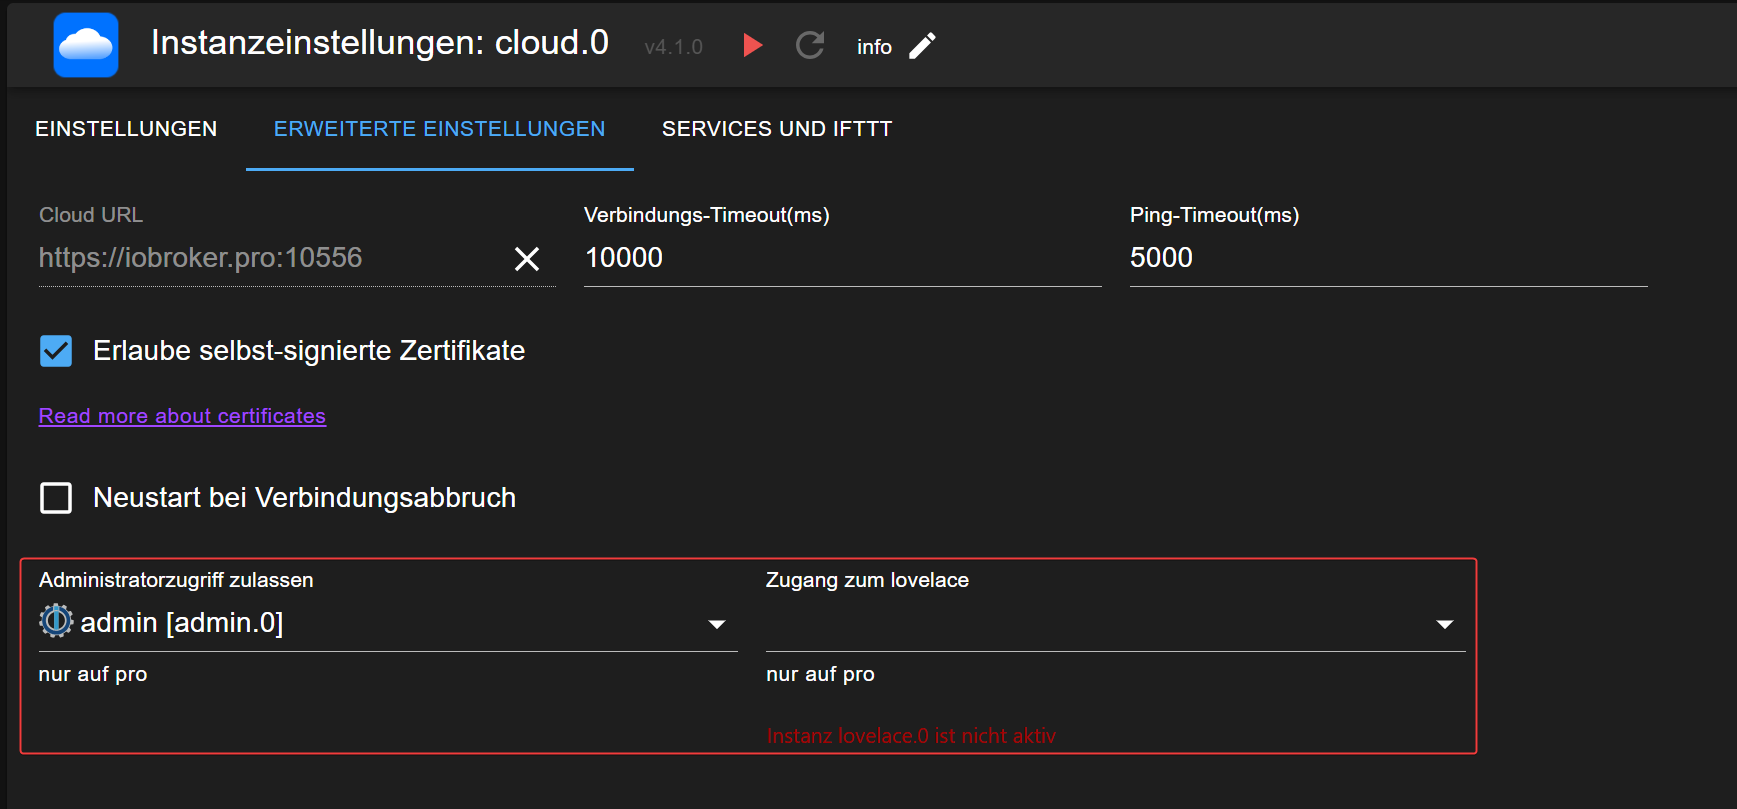 Instanzeinstellungen: cloud.0 v4.1.0 info
EINSTELLUNGEN ERWEITERTE EINSTELLUNGEN SERVICES UND IFTTT
Cloud URL Verbindungs-Timeout(ms) Ping-Timeout(ms)
https://iobroker.pro:10556 10000 5000
Erlaube selbst-signierte Zertifikate
Read more about certificates
Neustart bei Verbindungsabbruch
Administratorzugriff zulassen Zugang zum lovelace
admin [admin.0]
nur auf pro nur auf pro
Instanz lovelace.0 ist nicht aktiv